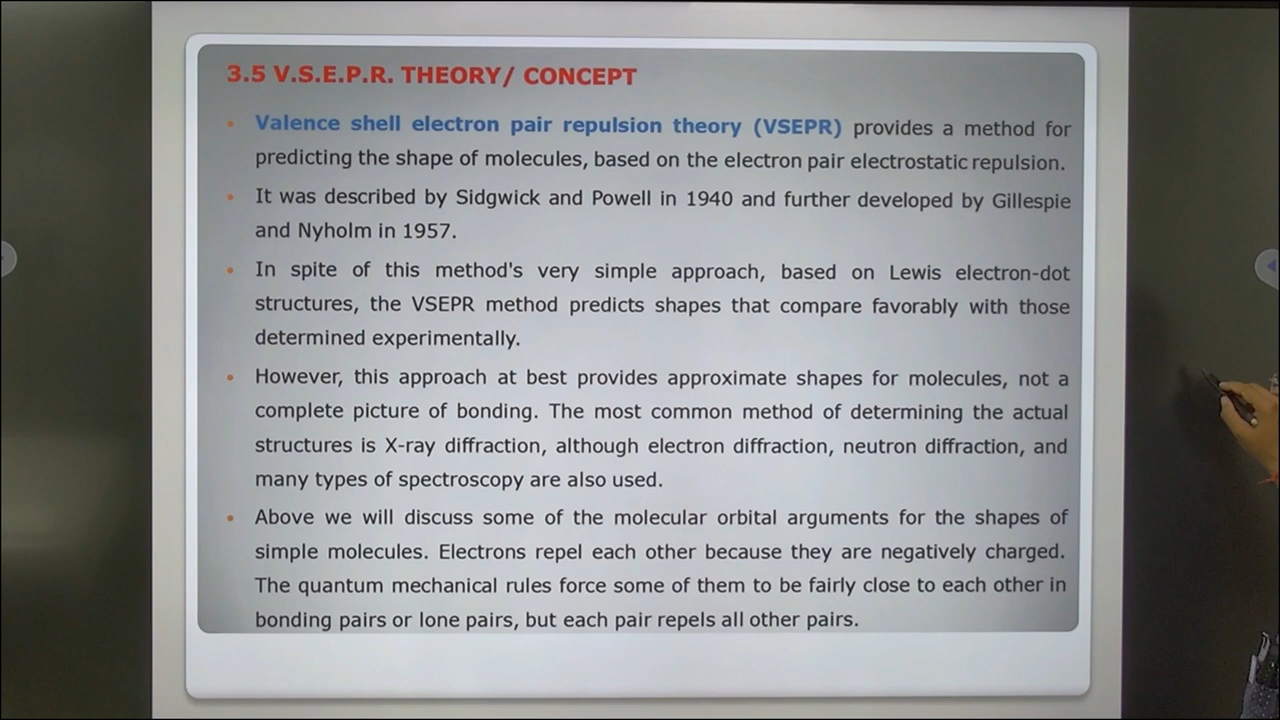 3.5 V.S.E.P.R. THEORY/ CONCEPT
• Valence shell electron pair repulsion theory (VSEPR) provides a method for
predicting the shape of molecules, based on the electron pair electrostatic repulsion.
• It was described by Sidgwick and Powell in 1940 and further developed by Gillespie
and Nyholm in 1957.
• In spite of this method's very simple approach, based on Lewis electron-dot
structures, the VSEPR method predicts shapes that compare favorably with those
determined experimentally.
• However, this approach at best provides approximate shapes for molecules, not a
complete picture of bonding. The most common method of determining the actual
structures is X-ray diffraction, although electron diffraction, neutron diffraction, and
many types of spectroscopy are also used.
• Above we will discuss some of the molecular orbital arguments for the shapes of
simple molecules. Electrons repel each other because they are negatively charged.
The quantum mechanical rules force some of them to be fairly close to each other in
bonding pairs or lone pairs, but each pair repels all other pairs.